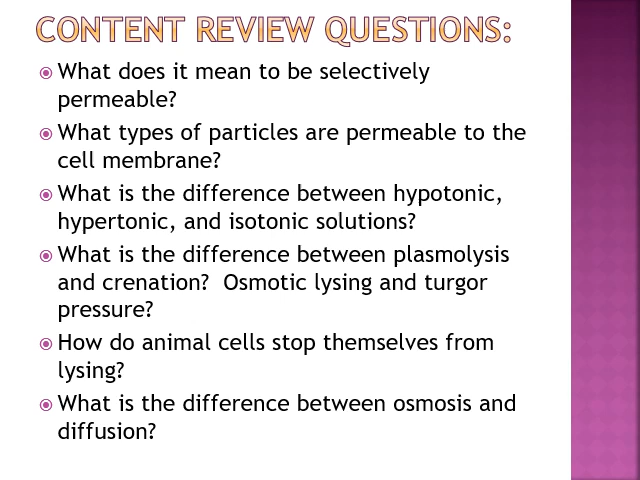 CONTENT REVIEW QUESTIONS:
What does it mean to be selectively
permeable?
What types of particles are permeable to the
cell membrane?
What is the difference between hypotonic,
hypertonic, and isotonic solutions?
What is the difference between plasmolysis
and crenation?  Osmotic lysing and turgor
pressure?
How do animal cells stop themselves from
lysing?
What is the difference between osmosis and
diffusion?